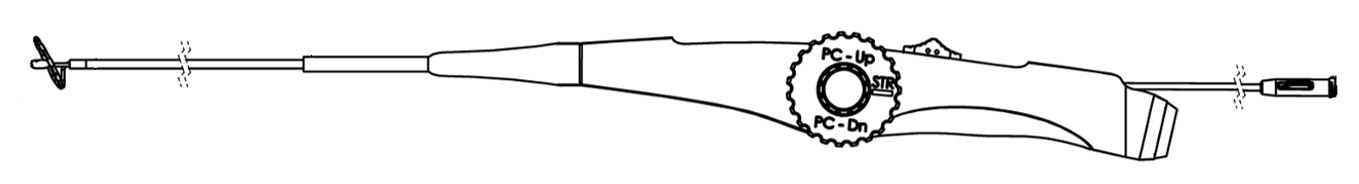 PC - Up
STR
PC - Dn